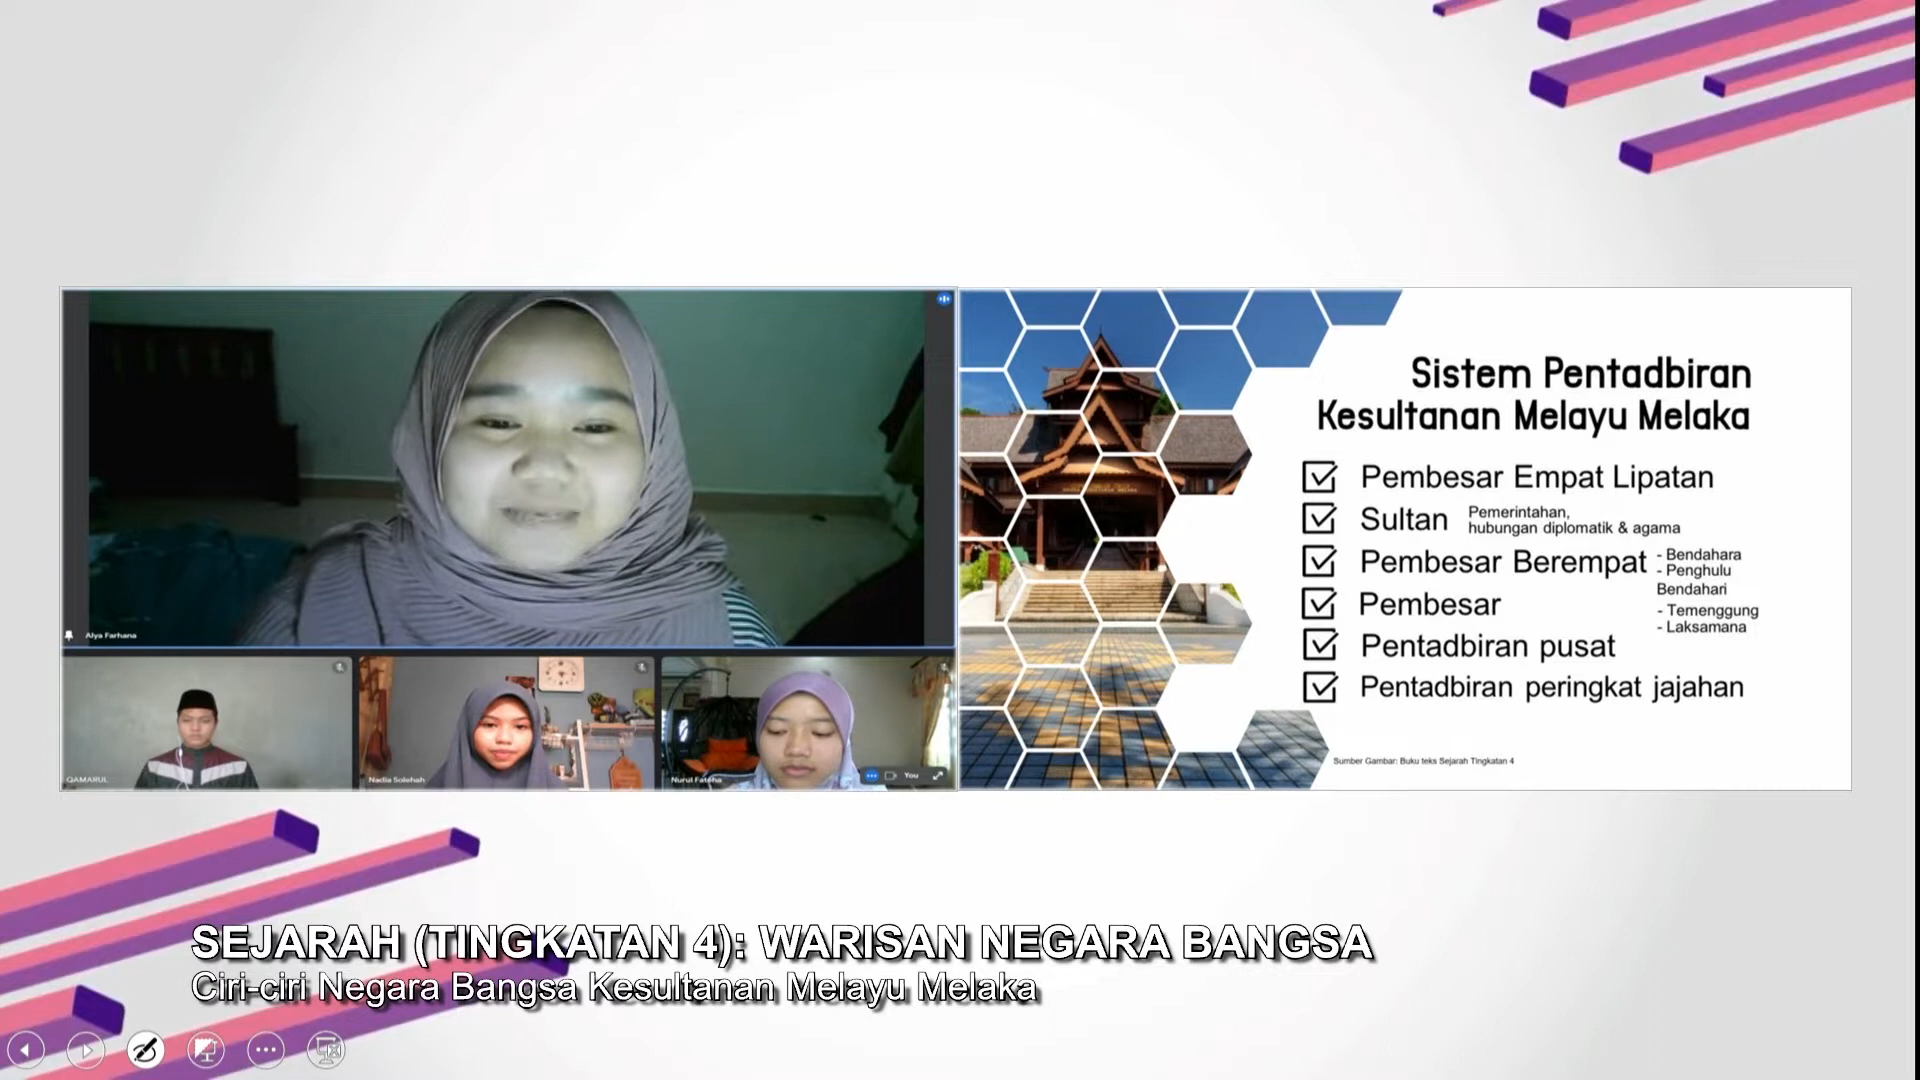 Alya Farhana
QAMARUL
Nadia Solehah
Nurul Fateha
You
Sistem Pentadbiran
Kesultanan Melayu Melaka
Pembesar Empat Lipatan
Sultan
Pemerintahan,
hubungan diplomatik & agama
Pembesar Berempat
- Bendahara
- Penghulu
Bendahari
- Temenggung
- Laksamana
Pembesar
Pentadbiran pusat
Pentadbiran peringkat jajahan
Sumber Gambar: Buku teks Sejarah Tingkatan 4
SEJARAH (TINGKATAN 4): WARISAN NEGARA BANGSA
Ciri-ciri Negara Bangsa Kesultanan Melayu Melaka